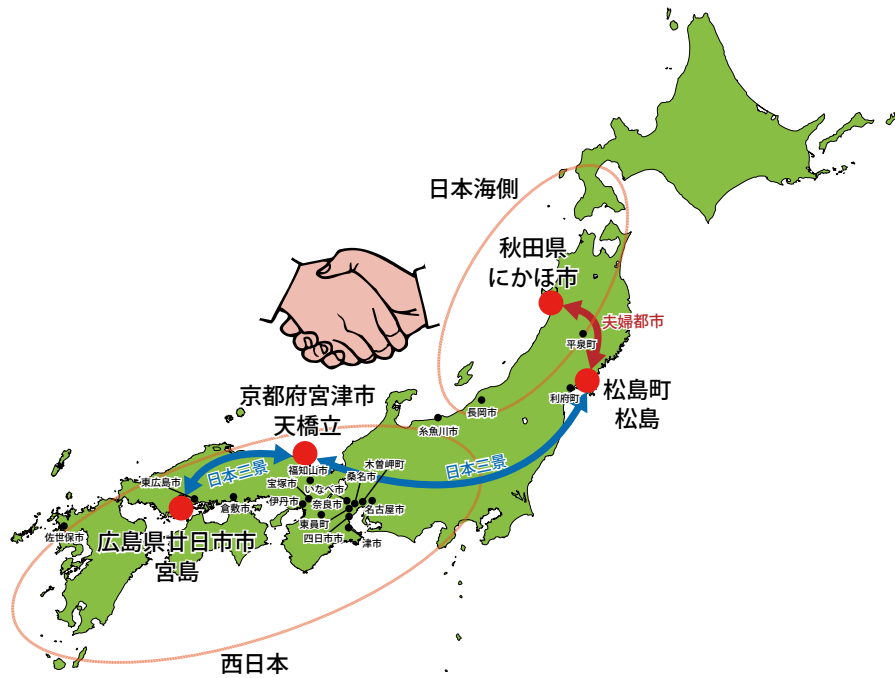 日本海側
秋田県
にかほ市
夫婦都市
平泉町
松島町
松島
利府町
長岡市
糸魚川市
京都府宮津市
天橋立
日本三景
日本三景
福知山市
木曽岬町
桑名市
宝塚市
いなべ市
東広島市
倉敷市
伊丹市
奈良市
名古屋市
東員町
四日市市
津市
佐世保市
広島県廿日市市
宮島
西日本